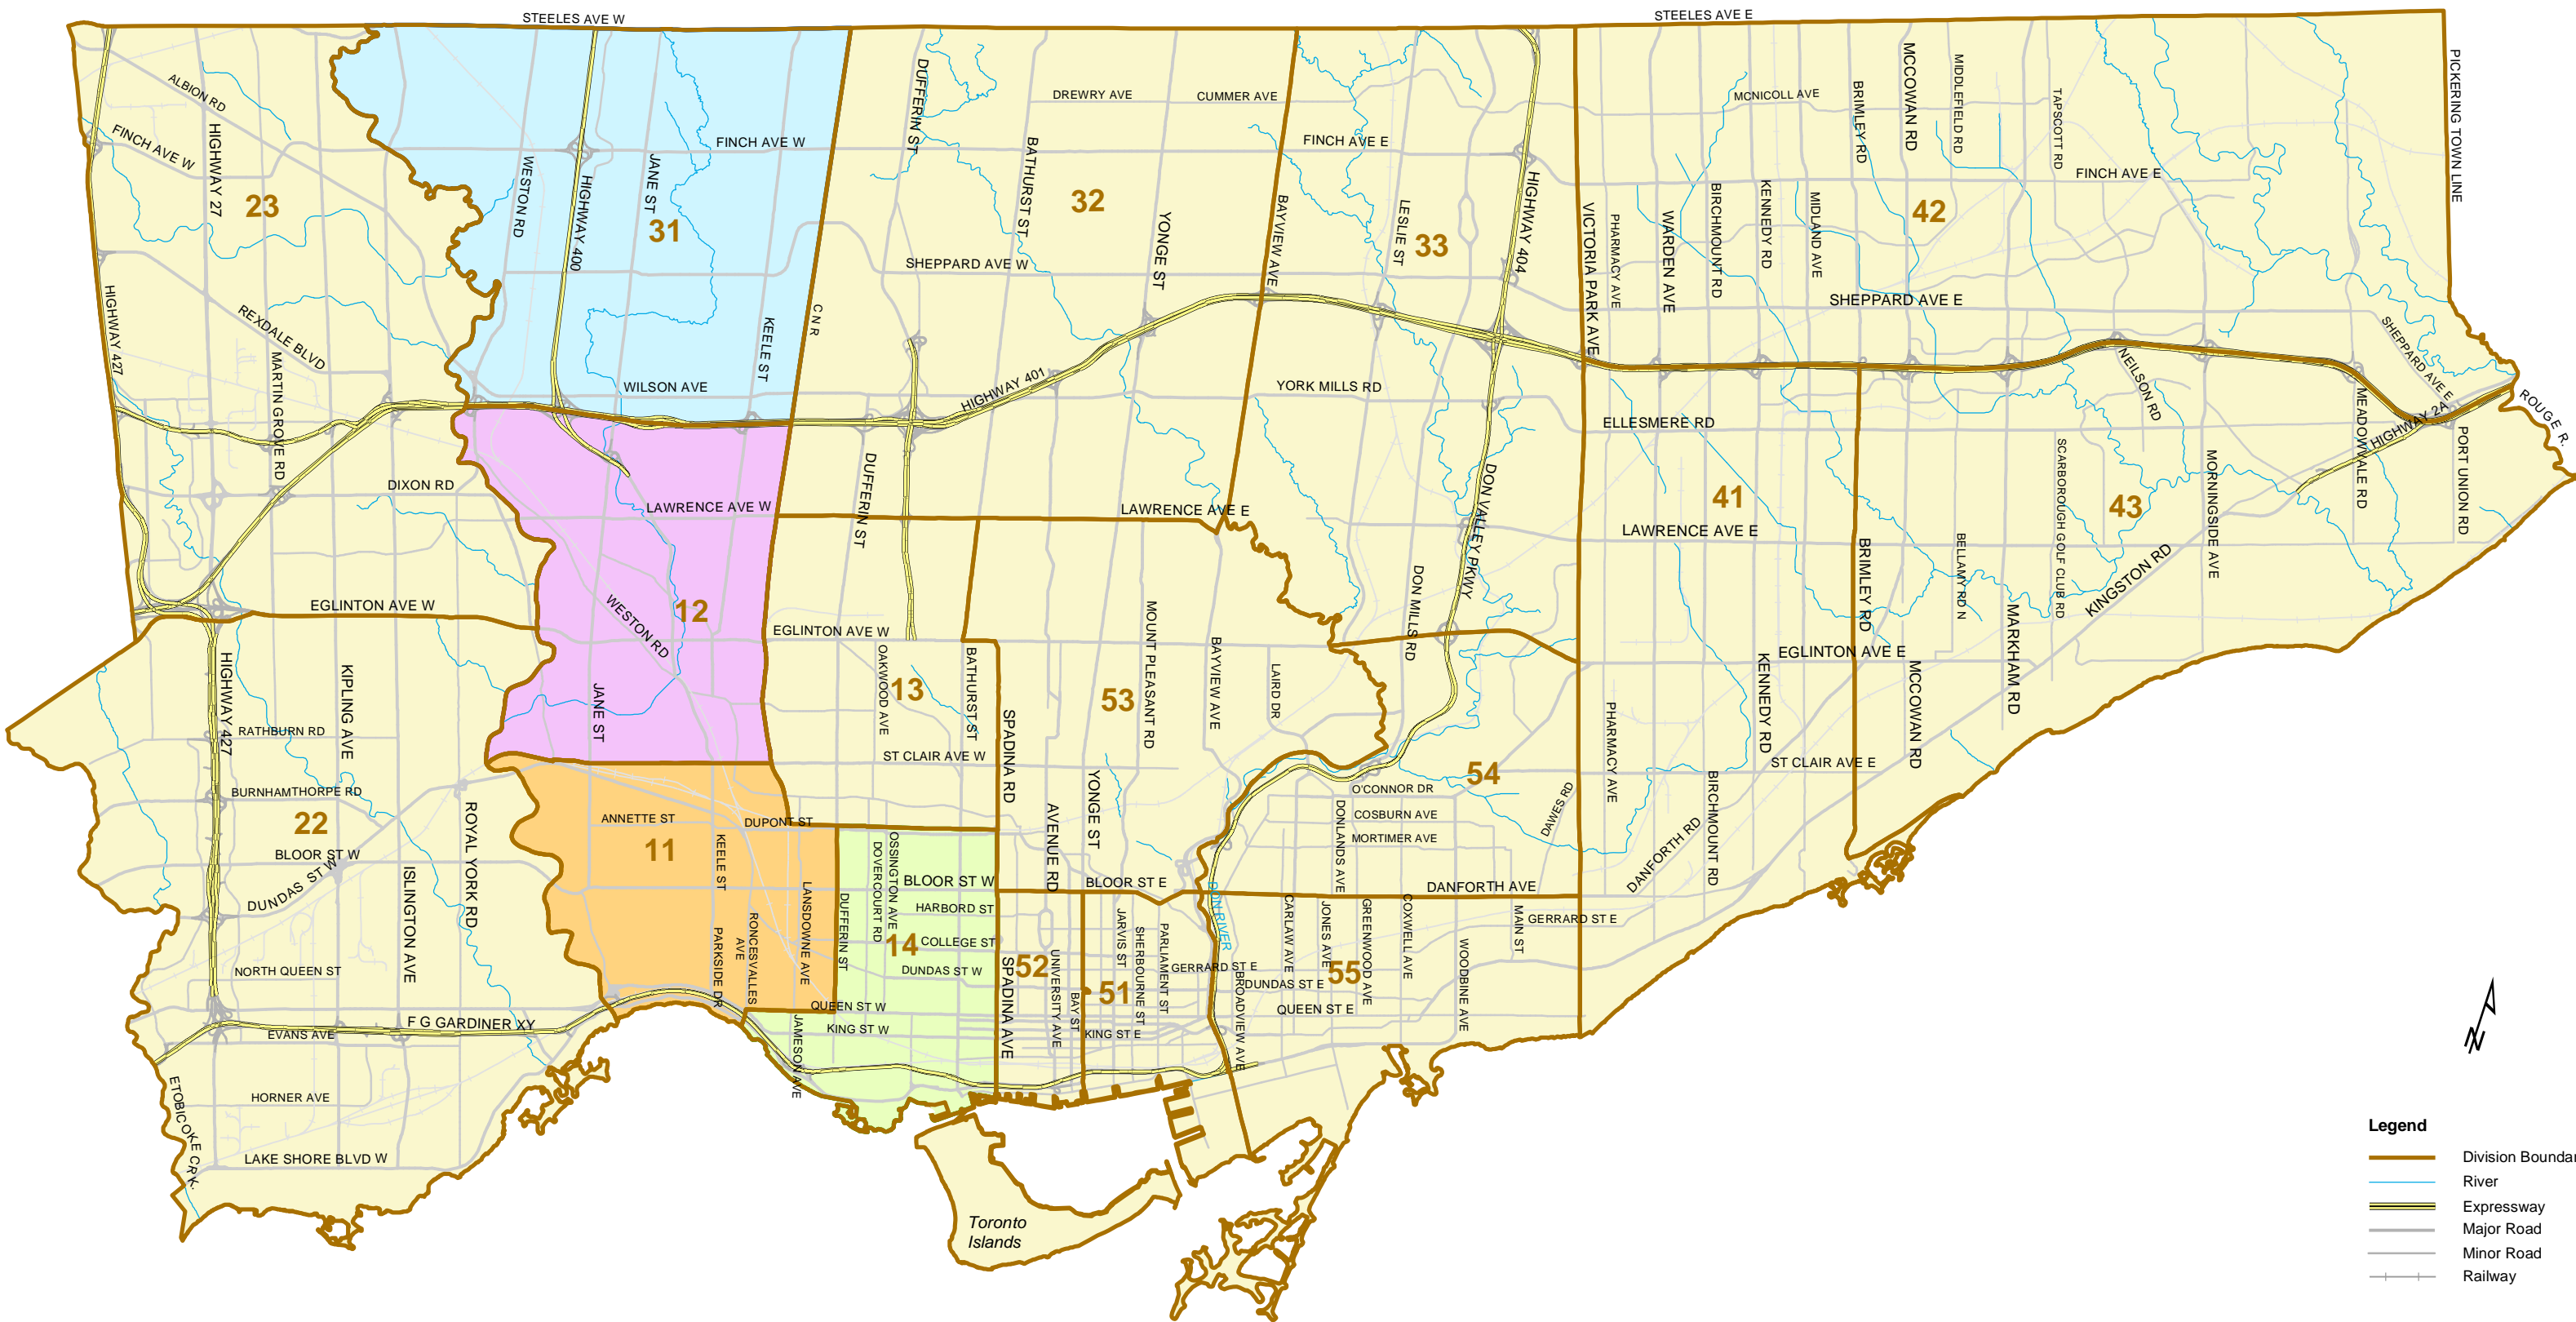 STEELES AVE W
STEELES AVE E
PICKERING TOWN LINE
ALBION RD
FINCH AVE W
HIGHWAY 27
23
WESTON RD
HIGHWAY 400
JANE ST
31
FINCH AVE W
DUFFERIN ST
DREWRY AVE
CUMMER AVE
BATHURST ST
32
YONGE ST
SHEPPARD AVE W
BAYVIEW AVE
FINCH AVE E
LESLIE ST
33
HIGHWAY 404
VICTORIA PARK AVE
PHARMACY AVE
WARDEN AVE
BIRCHMOUNT RD
KENNEDY RD
MIDLAND AVE
MCNICOLL AVE
BRIMLEY RD
MCCOWAN RD
MIDDLEFIELD RD
TAPSCOTT RD
FINCH AVE E
42
SHEPPARD AVE E
HIGHWAY 427
REXDALE BLVD
MARTIN GROVE RD
C N R
KEELE ST
WILSON AVE
HIGHWAY 401
YORK MILLS RD
ELLESMERE RD
NEILSON RD
SHEPPARD AVE E
HIGHWAY 2A
ROUGE R.
MEADOWVALE RD
PORT UNION RD
MORNINGSIDE AVE
SCARBOROUGH GOLF CLUB RD
DIXON RD
LAWRENCE AVE W
DUFFERIN ST
LAWRENCE AVE E
DON VALLEY PKWY
41
LAWRENCE AVE E
43
BRIMLEY RD
BELLAMY RD N
MARKHAM RD
KINGSTON RD
EGLINTON AVE W
WESTON RD
12
EGLINTON AVE W
OAKWOOD AVE
BATHURST ST
13
MOUNT PLEASANT RD
BAYVIEW AVE
LAIRD DR
DON MILLS RD
53
EGLINTON AVE E
KENNEDY RD
MCCOWAN RD
HIGHWAY 427
KIPLING AVE
RATHBURN RD
JANE ST
SPADINA RD
ST CLAIR AVE W
YONGE ST
54
PHARMACY AVE
ST CLAIR AVE E
BIRCHMOUNT RD
BURNHAMTHORPE RD
22
ROYAL YORK RD
BLOOR ST W
DUNDAS ST W
ISLINGTON AVE
ANNETTE ST
DUPONT ST
11
KEELE ST
LANSDOWNE AVE
RONCESVALLES
AVE
PARKSIDE DR
DUFFERIN ST
DOVERCOURT RD
OSSINGTON AVE
BLOOR ST W
HARBORD ST
14
COLLEGE ST
DUNDAS ST W
QUEEN ST W
KING ST W
JAMESON AVE
AVENUE RD
BLOOR ST E
SPADINA AVE
52
UNIVERSITY AVE
BAY ST
51
JARVIS ST
SHERBOURNE ST
PARLIAMENT ST
KING ST E
DON RIVER
GERRARD ST E
BROADVIEW AVE
DUNDAS ST E
QUEEN ST E
O'CONNOR DR
COSBURN AVE
MORTIMER AVE
DONLANDS AVE
DAWES RD
DANFORTH RD
DANFORTH AVE
CARLAW AVE
JONES AVE
GREENWOOD AVE
COXWELL AVE
55
WOODBINE AVE
MAIN ST
GERRARD ST E
NORTH QUEEN ST
F G GARDINER XY
EVANS AVE
HORNER AVE
ETOBICOKE CRK.
LAKE SHORE BLVD W
Toronto
Islands
N
Legend
Division Boundar
River
Expressway
Major Road
Minor Road
Railway